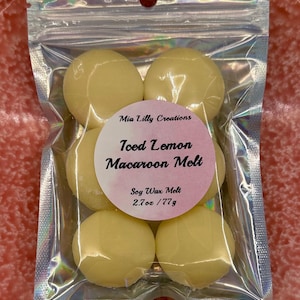 Mia Lilly Creations
Iced Lemon
Macaroon Melt
Soy Wax Melt
2.7oz /77g